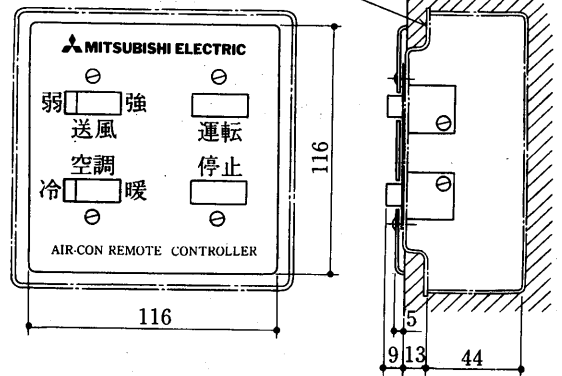 MITSUBISHI ELECTRIC
弱 強
送風 運転
空調 停止
冷 暖
AIR-CON REMOTE CONTROLLER
116
116
5
9 13 44